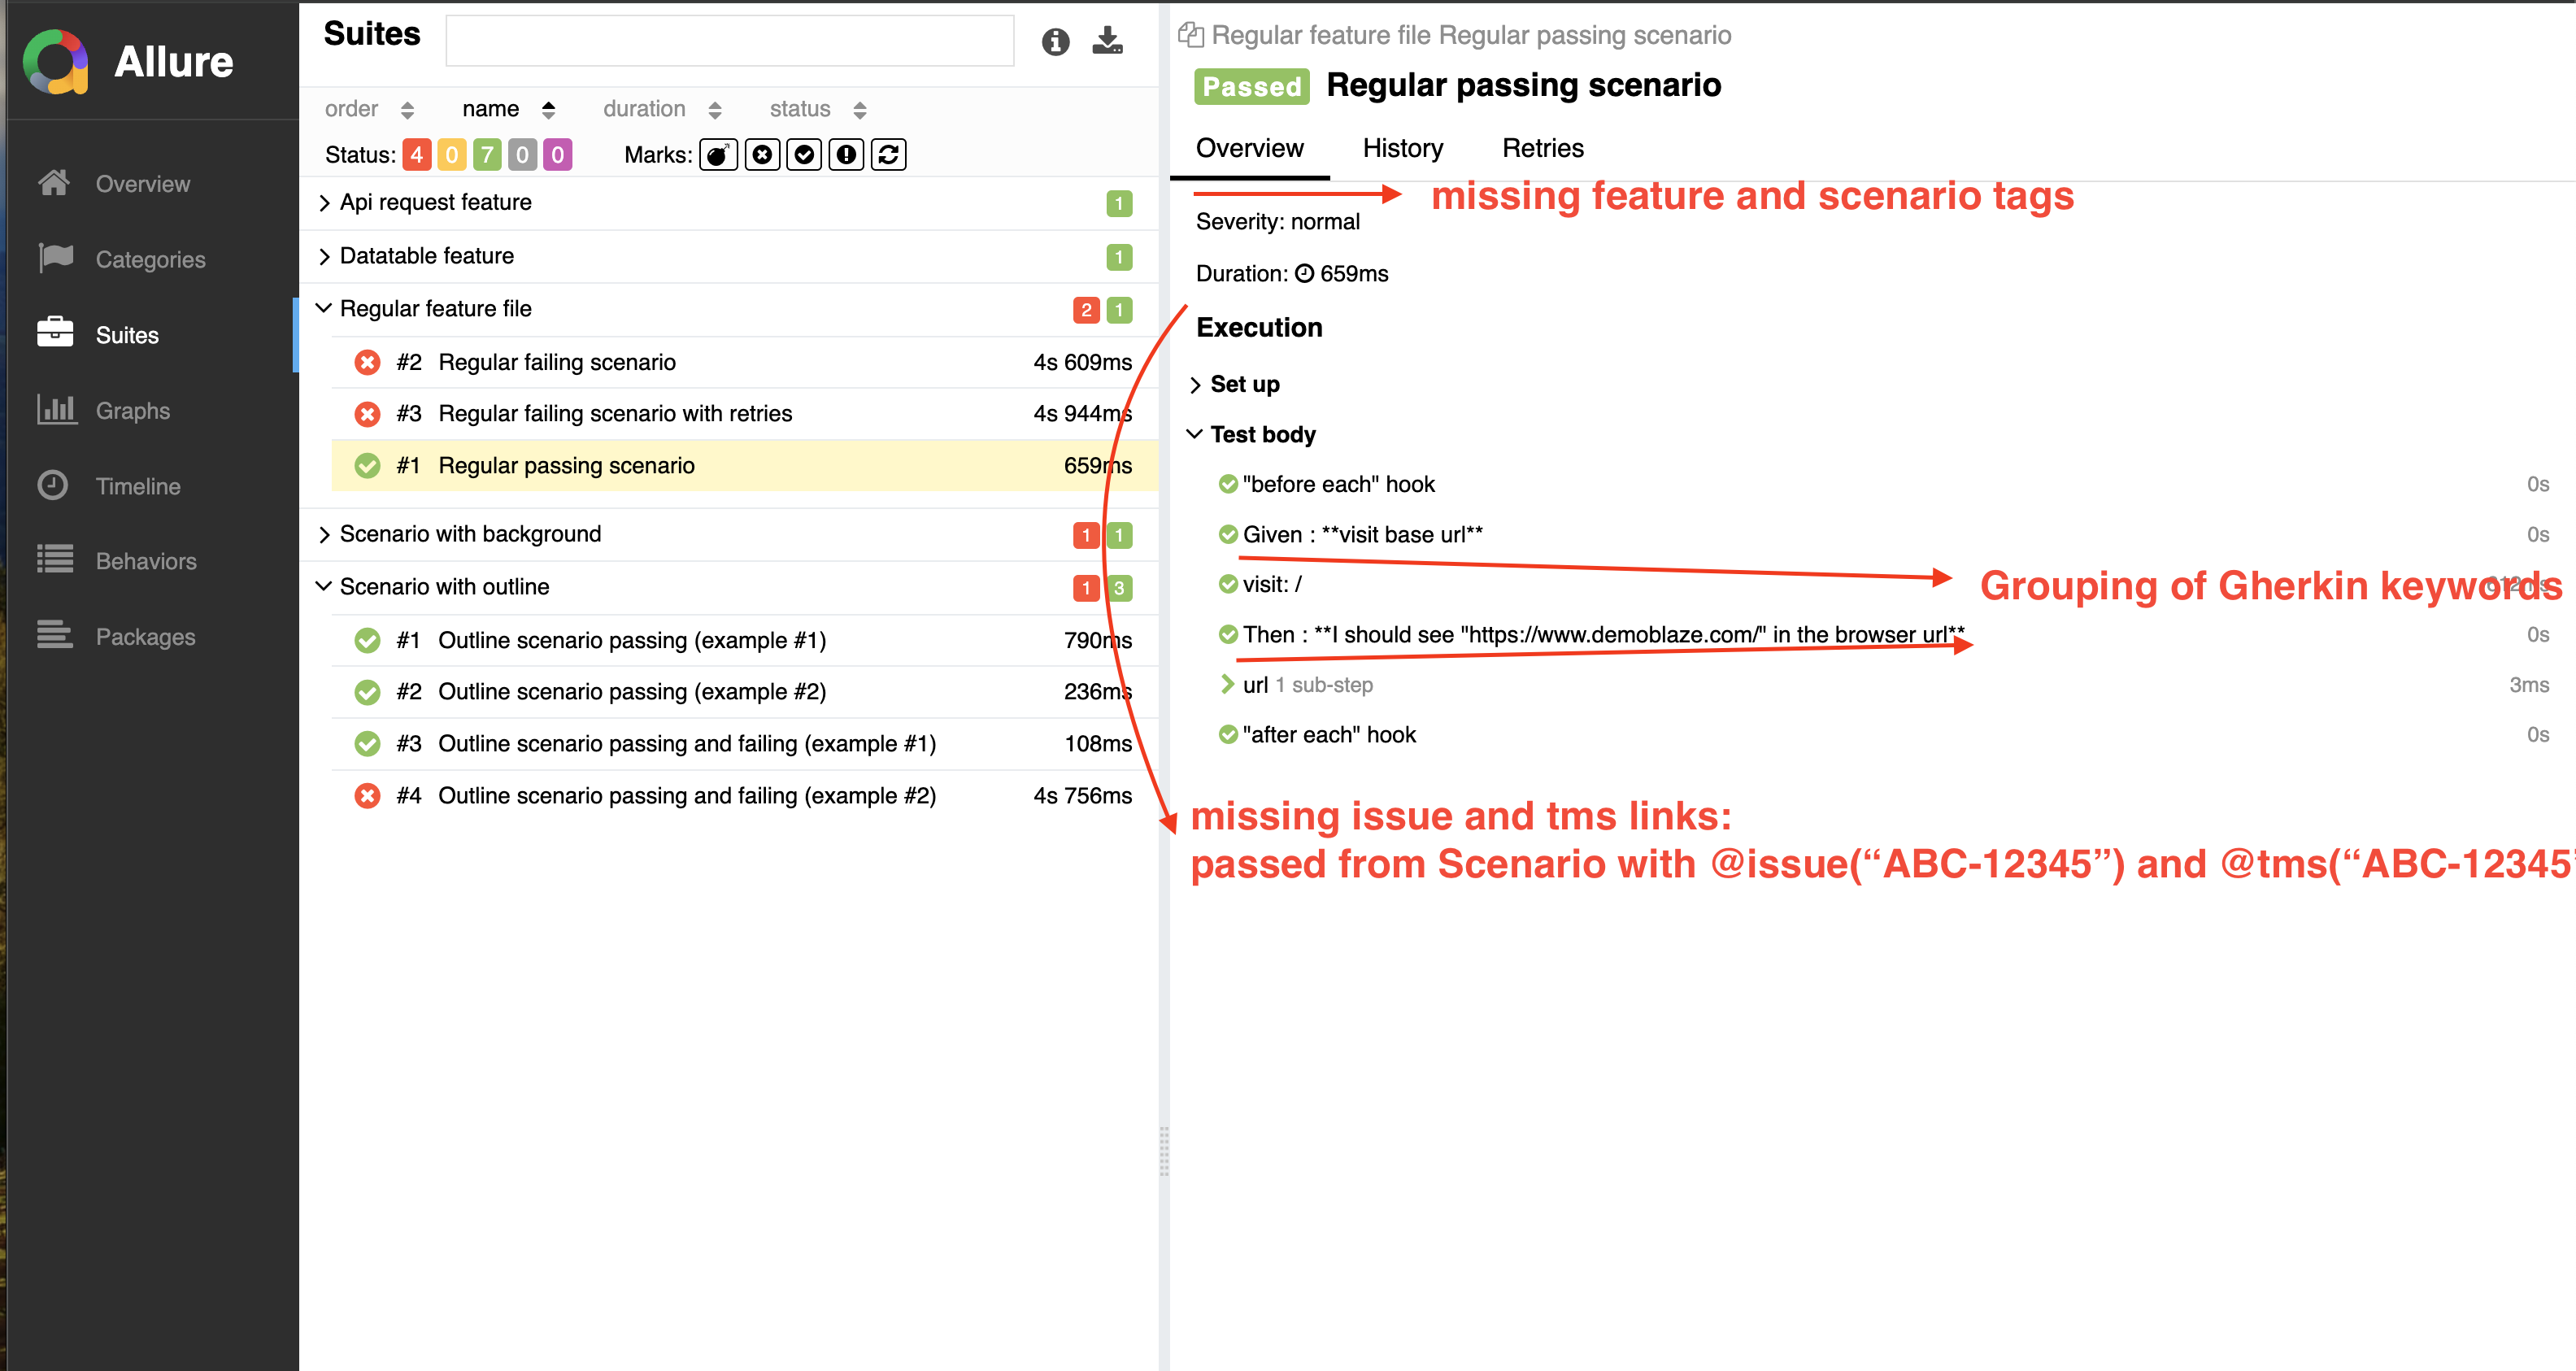 Allure
Overview
Categories
Suites
Graphs
Timeline
Behaviors
Packages
Suites
order name duration status
Status: 4 0 7 0 0 Marks:
Api request feature 1
Datatable feature 1
Regular feature file 2 1
#2 Regular failing scenario 4s 609ms
#3 Regular failing scenario with retries 4s 944ms
#1 Regular passing scenario 659ms
Scenario with background 1 1
Scenario with outline 1 3
#1 Outline scenario passing (example #1) 790ms
#2 Outline scenario passing (example #2) 236ms
#3 Outline scenario passing and failing (example #1) 108ms
#4 Outline scenario passing and failing (example #2) 4s 756ms
Regular feature file Regular passing scenario
Passed Regular passing scenario
Overview History Retries
missing feature and scenario tags
Severity: normal
Duration: 659ms
Execution
Set up
Test body
"before each" hook 0s
Given : **visit base url** 0s
visit: /
Grouping of Gherkin keywords
Then : **I should see "https://www.demoblaze.com/" in the browser url** 0s
url 1 sub-step 3ms
"after each" hook 0s
missing issue and tms links:
passed from Scenario with @issue(“ABC-12345”) and @tms(“ABC-12345”